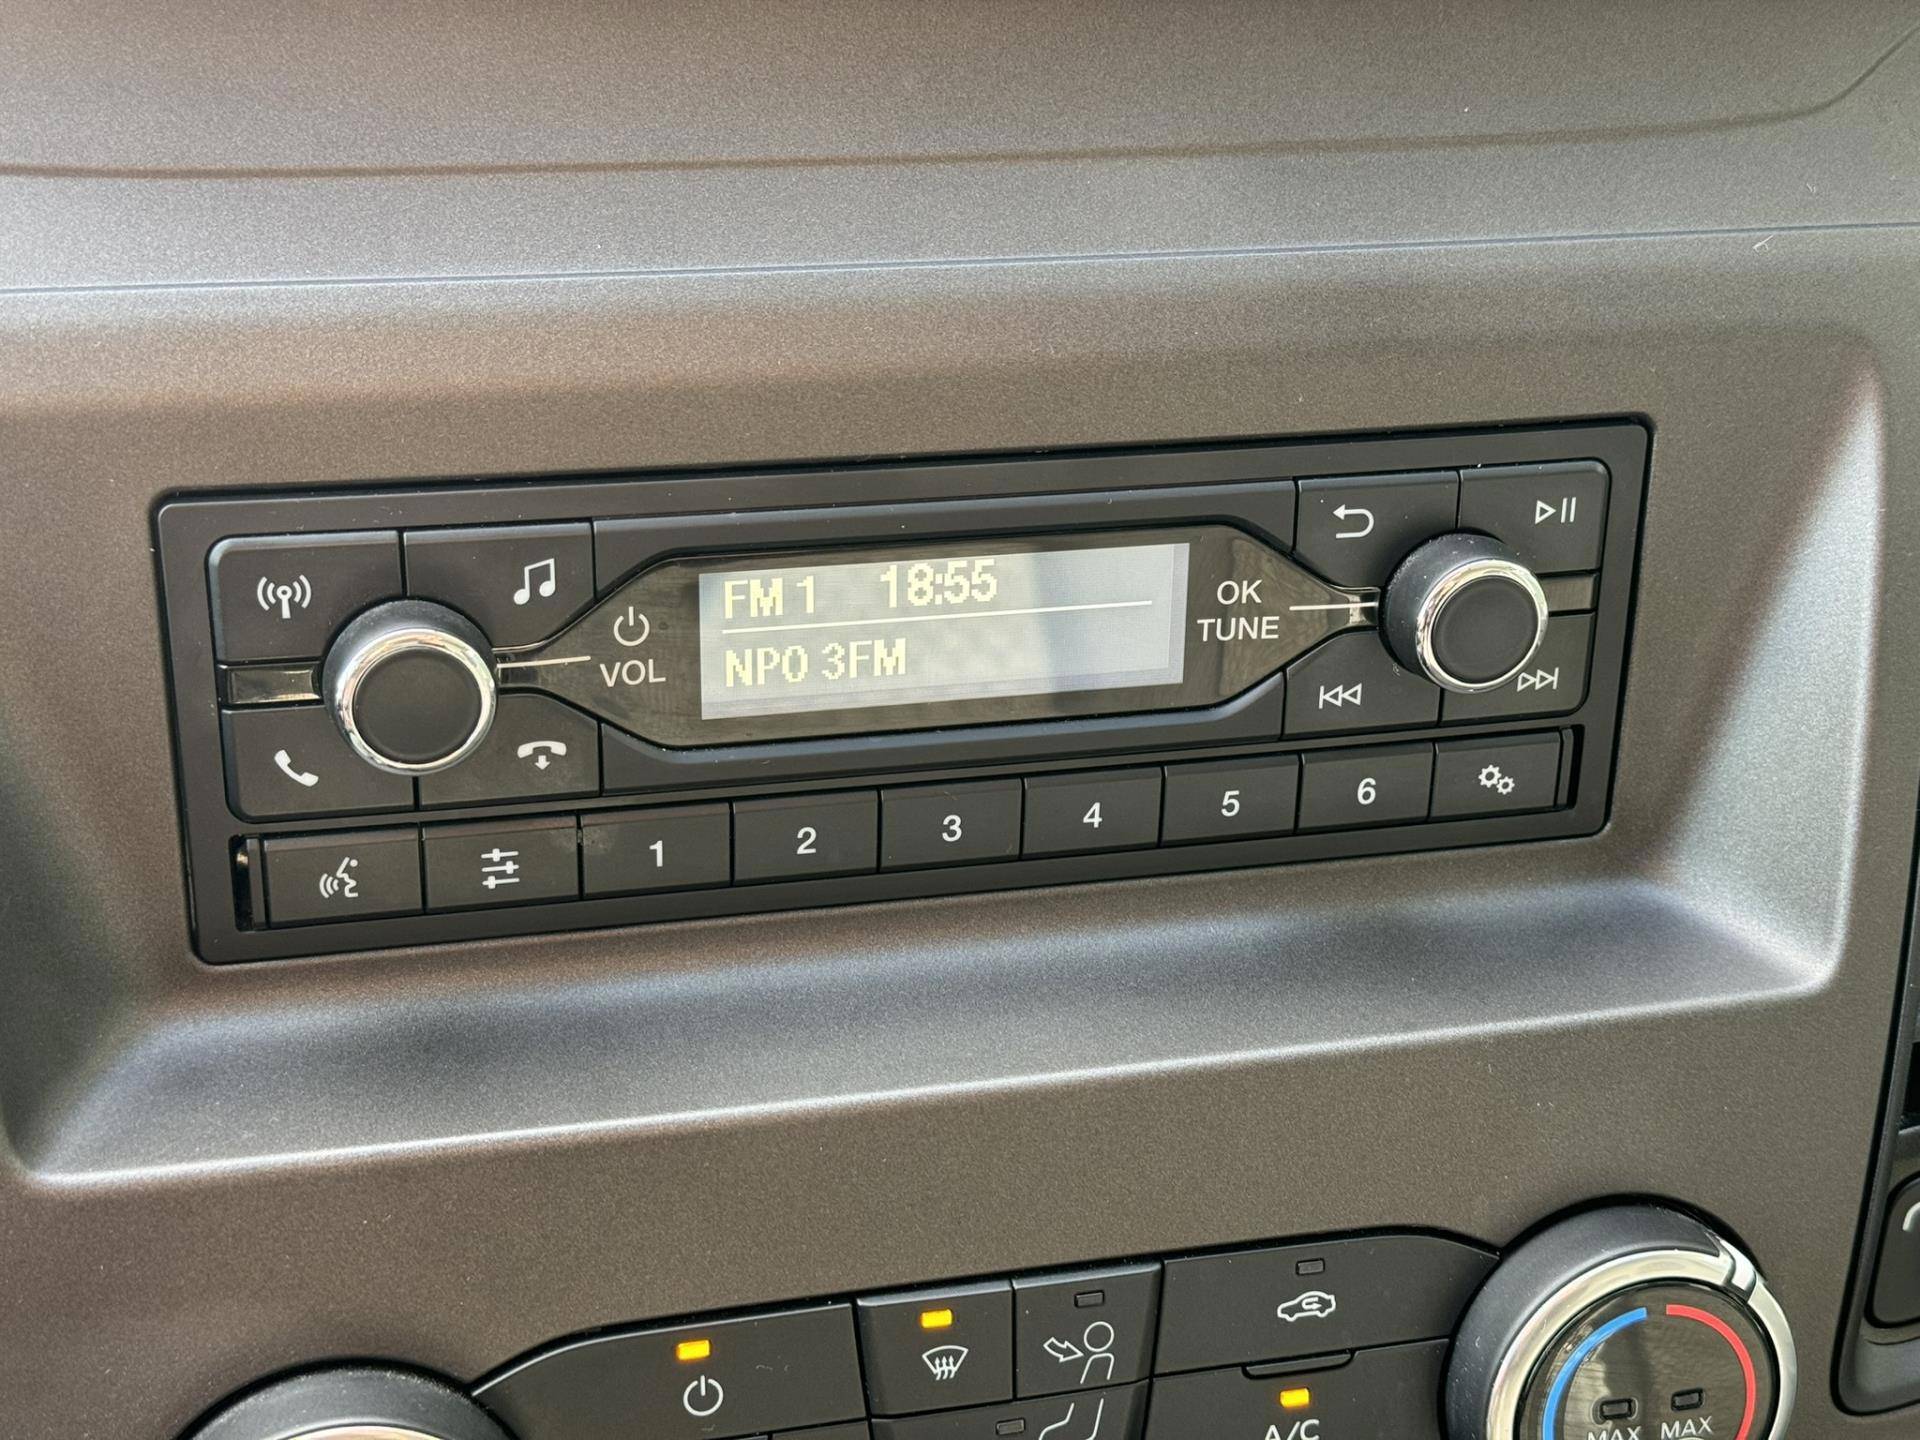 FM 1 18:55
NPO 3FM
VOL
OK
TUNE
1 2 3 4 5 6
A/C
MAX MAX